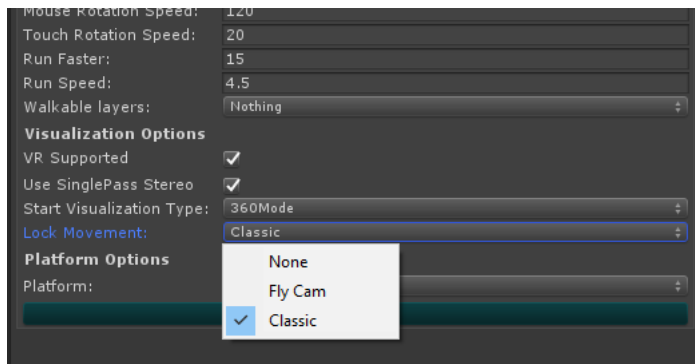 Mouse Rotation Speed: 120
Touch Rotation Speed: 20
Run Faster: 15
Run Speed: 4.5
Walkable layers: Nothing
Visualization Options
VR Supported
Use SinglePass Stereo
Start Visualization Type: 360Mode
Lock Movement: Classic
Platform Options
None
Platform:
Fly Cam
Classic